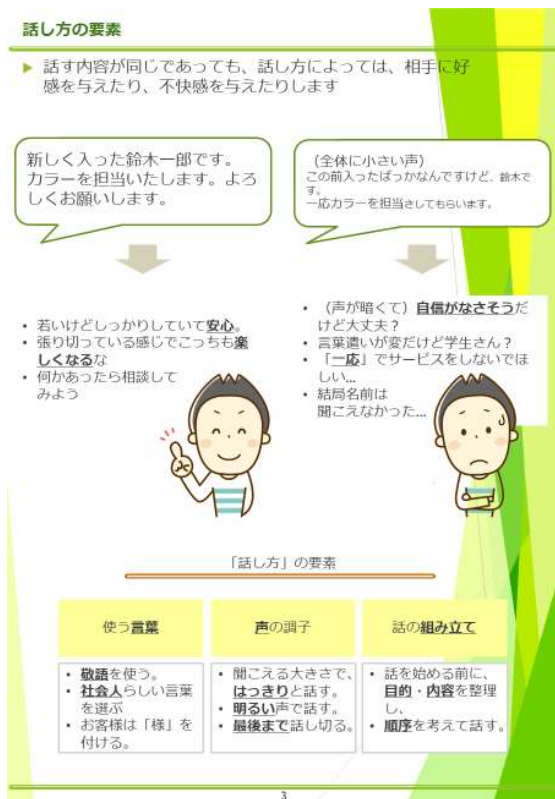 話し方の要素
▶ 話す内容が同じであっても、話し方によっては、相手に好
感を与えたり、不快感を与えたりします
新しく入った鈴木一郎です。
カラーを担当いたします。よろ
しくお願いします。
（全体に小さい声）
この前入ったばっかなんですけど、鈴木で
す。
一応カラーを担当させてもらいます。
• 若いけどしっかりしていて安心。
• 張り切っている感じでこっちも楽
しくなるな
• 何かあったら相談して
みよう
• （声が暗くて）自信がなさそうだ
けど大丈夫？
• 言葉遣いが変だけど学生さん？
• 「一応」でサービスをしないでほ
しい…
• 結局名前は
聞こえなかった…
「話し方」の要素
使う言葉
• 敬語を使う。
• 社会人らしい言葉
を選ぶ
• お客様は「様」を
付ける。
声の調子
• 聞こえる大きさで、
はっきりと話す。
• 明るい声で話す。
• 最後まで話し切る。
話の組み立て
• 話を始める前に、
目的・内容を整理
し、
• 順序を考えて話す。
3